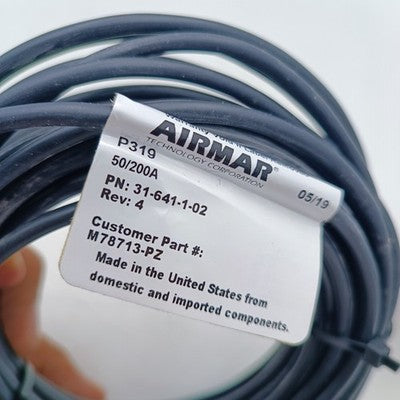 AIRMAR
TECHNOLOGY CORPORATION
P319
50/200A
05/19
PN: 31-641-1-02
Rev: 4
Customer Part #:
M78713-PZ
Made in the United States from
domestic and imported components.